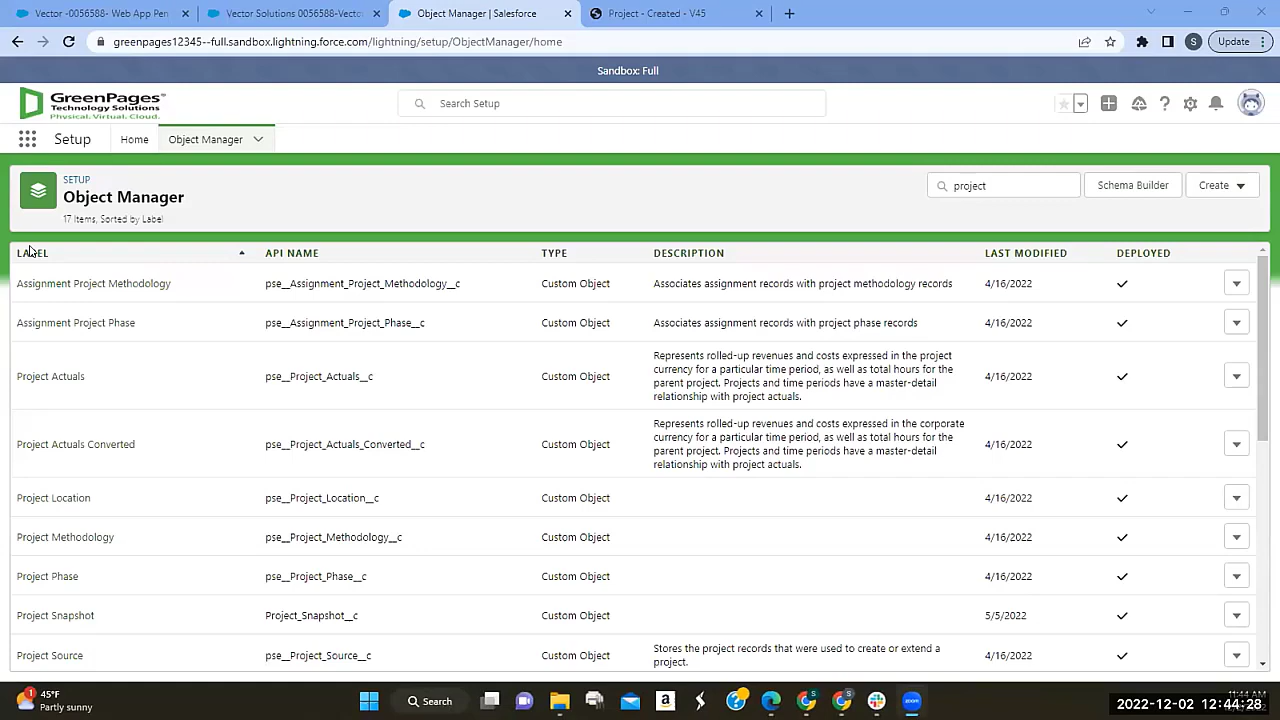 Vector -0056588- Web App Pen
Vector Solutions 0056588-Vector
Object Manager | Salesforce
Project - Created - V45
greenpages12345--full.sandbox.lightning.force.com/lightning/setup/ObjectManager/home
S
Update
Sandbox: Full
GreenPages
Technology Solutions
Physical. Virtual. Cloud.
Search Setup
Setup
Home
Object Manager
SETUP
Object Manager
17 Items, Sorted by Label
project
Schema Builder
Create
LABEL API NAME TYPE DESCRIPTION LAST MODIFIED DEPLOYED
Assignment Project Methodology pse__Assignment_Project_Methodology__c Custom Object Associates assignment records with project methodology records 4/16/2022
Assignment Project Phase pse__Assignment_Project_Phase__c Custom Object Associates assignment records with project phase records 4/16/2022
Represents rolled-up revenues and costs expressed in the project
Project Actuals pse__Project_Actuals__c Custom Object currency for a particular time period, as well as total hours for the 4/16/2022
parent project. Projects and time periods have a master-detail
relationship with project actuals.
Represents rolled-up revenues and costs expressed in the corporate
Project Actuals Converted pse__Project_Actuals_Converted__c Custom Object currency for a particular time period, as well as total hours for the 4/16/2022
parent project. Projects and time periods have a master-detail
relationship with project actuals.
Project Location pse__Project_Location__c Custom Object 4/16/2022
Project Methodology pse__Project_Methodology__c Custom Object 4/16/2022
Project Phase pse__Project_Phase__c Custom Object 4/16/2022
Project Snapshot Project_Snapshot__c Custom Object 5/5/2022
Project Source pse__Project_Source__c Custom Object Stores the project records that were used to create or extend a 4/16/2022
project.
1
45°F
Partly sunny
Search
S
S
zoom
11:44 AM
2022-12-02 12:44:28